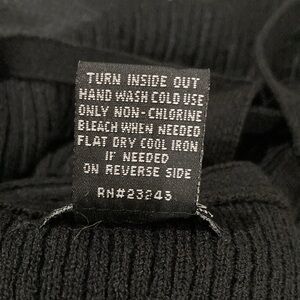 TURN INSIDE OUT
HAND WASH COLD USE
ONLY NON-CHLORINE
BLEACH WHEN NEEDED
FLAT DRY COOL IRON
IF NEEDED
ON REVERSE SIDE
RN#23243